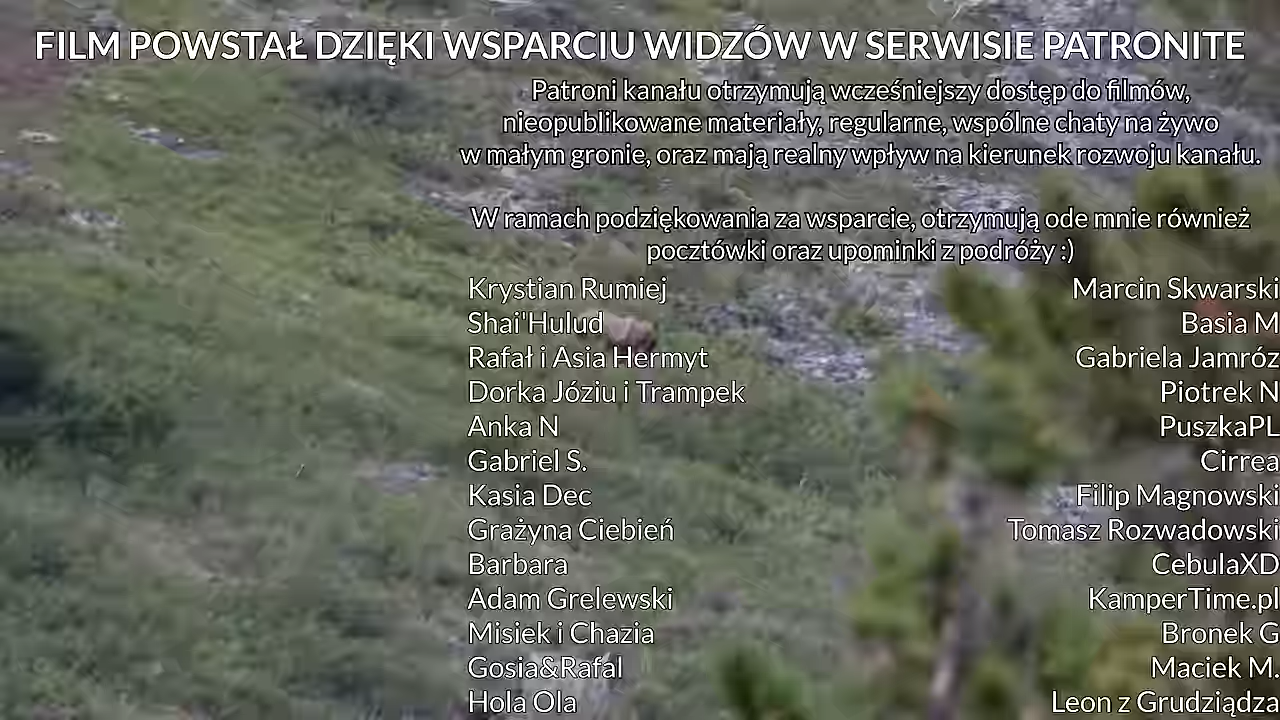 FILM POWSTAŁ DZIĘKI WSPARCIU WIDZÓW W SERWISIE PATRONITE
Patroni kanału otrzymują wcześniejszy dostęp do filmów,
nieopublikowane materiały, regularne, wspólne chaty na żywo
w małym gronie, oraz mają realny wpływ na kierunek rozwoju kanału.
W ramach podziękowania za wsparcie, otrzymują ode mnie również
pocztówki oraz upominki z podróży :)
Krystian Rumiej
Shai'Hulud
Rafał i Asia Hermyt
Dorka Józiu i Trampek
Anka N
Gabriel S.
Kasia Dec
Grażyna Ciebień
Barbara
Adam Grelewski
Misiek i Chazia
Gosia&Rafal
Hola Ola
Marcin Skwarski
Basia M
Gabriela Jamróz
Piotrek N
PuszkaPL
Cirrea
Filip Magnowski
Tomasz Rozwadowski
CebulaXD
KamperTime.pl
Bronek G
Maciek M.
Leon z Grudziądza